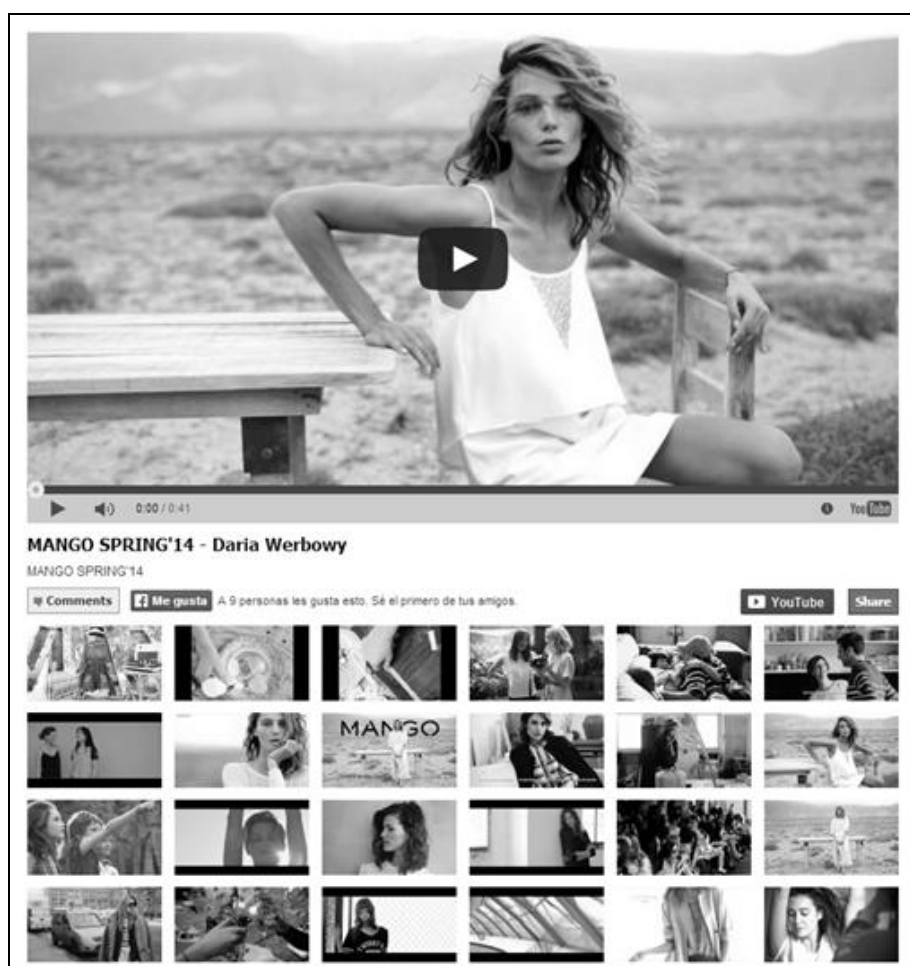 0:00 / 0:41
YouTube
MANGO SPRING'14 - Daria Werbowy
MANGO SPRING'14
Comments
Me gusta
A 9 personas les gusta esto. Sé el primero de tus amigos.
YouTube
Share
MANGO